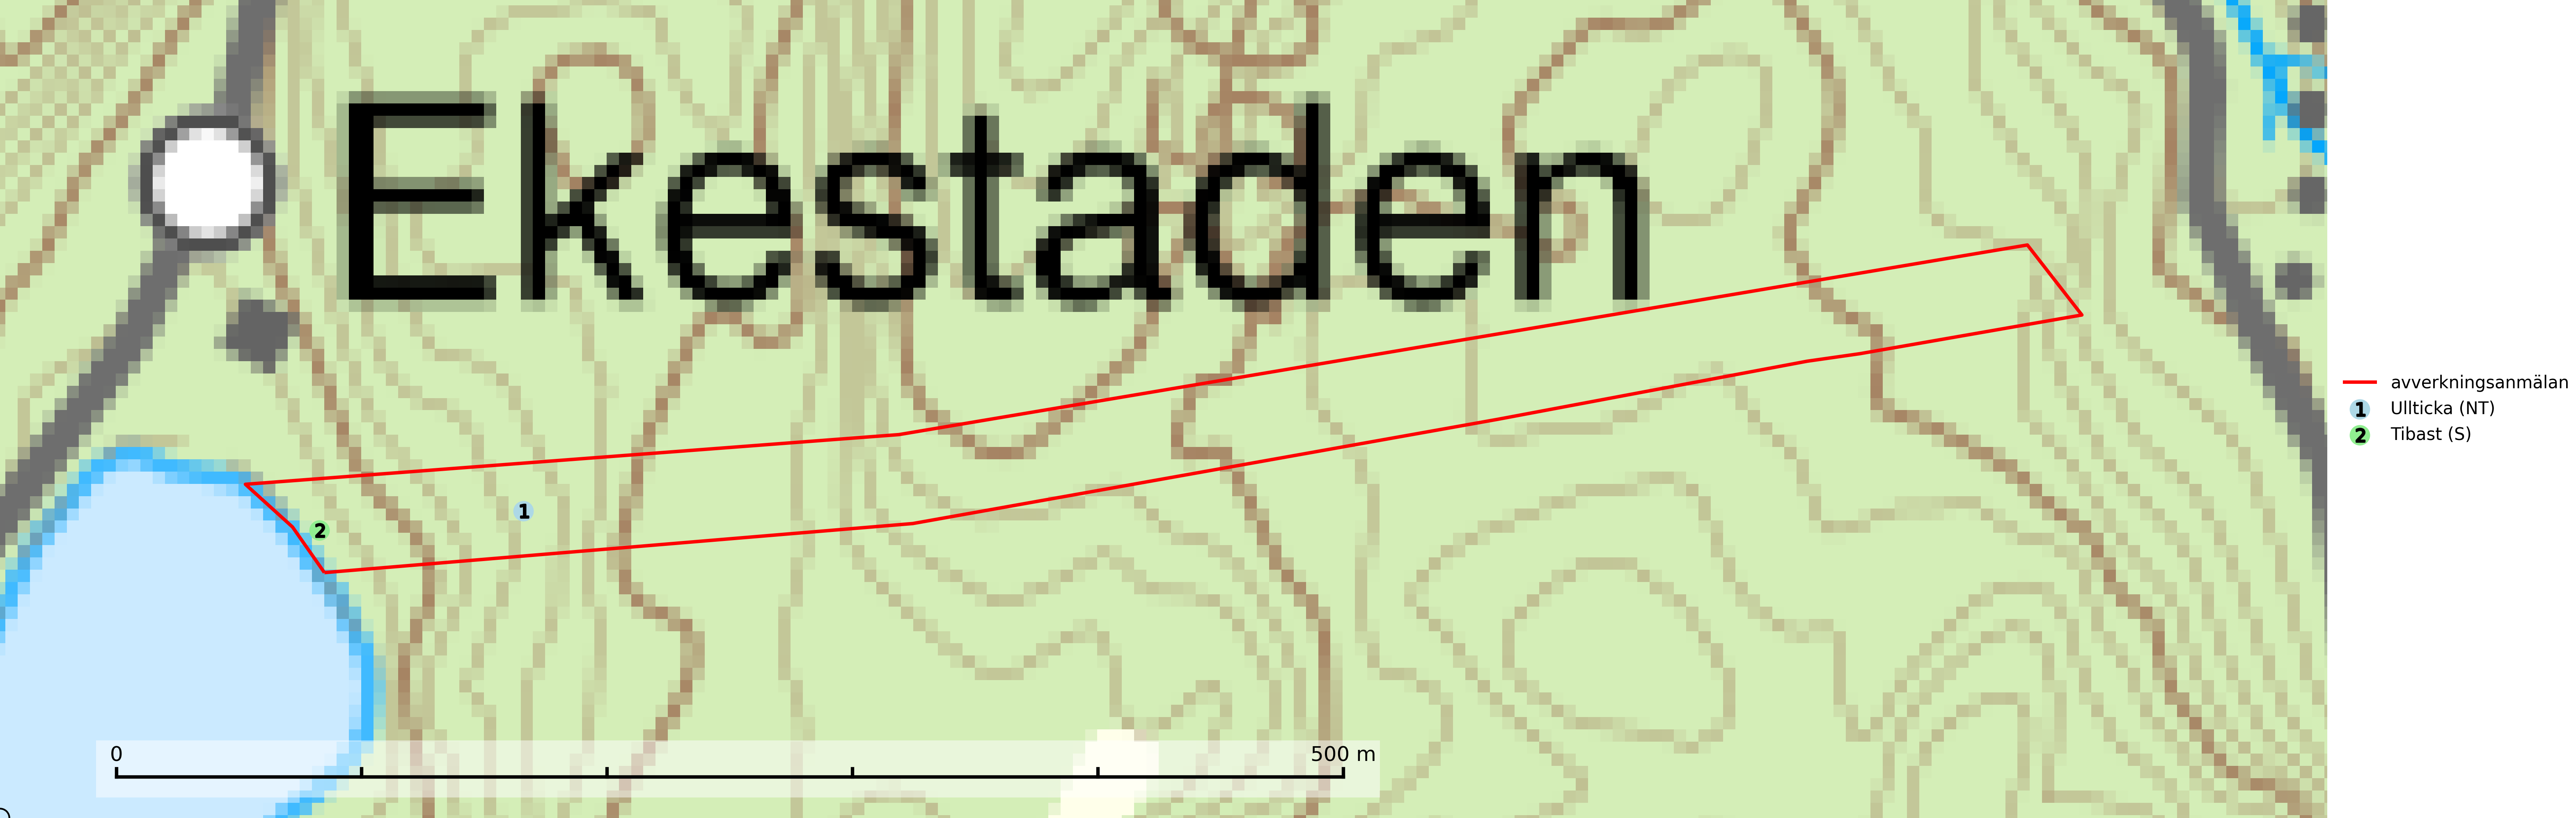 Ekestaden
avverkningsanmälan
1 Ullticka (NT)
2 Tibast (S)
1
2
0 500 m